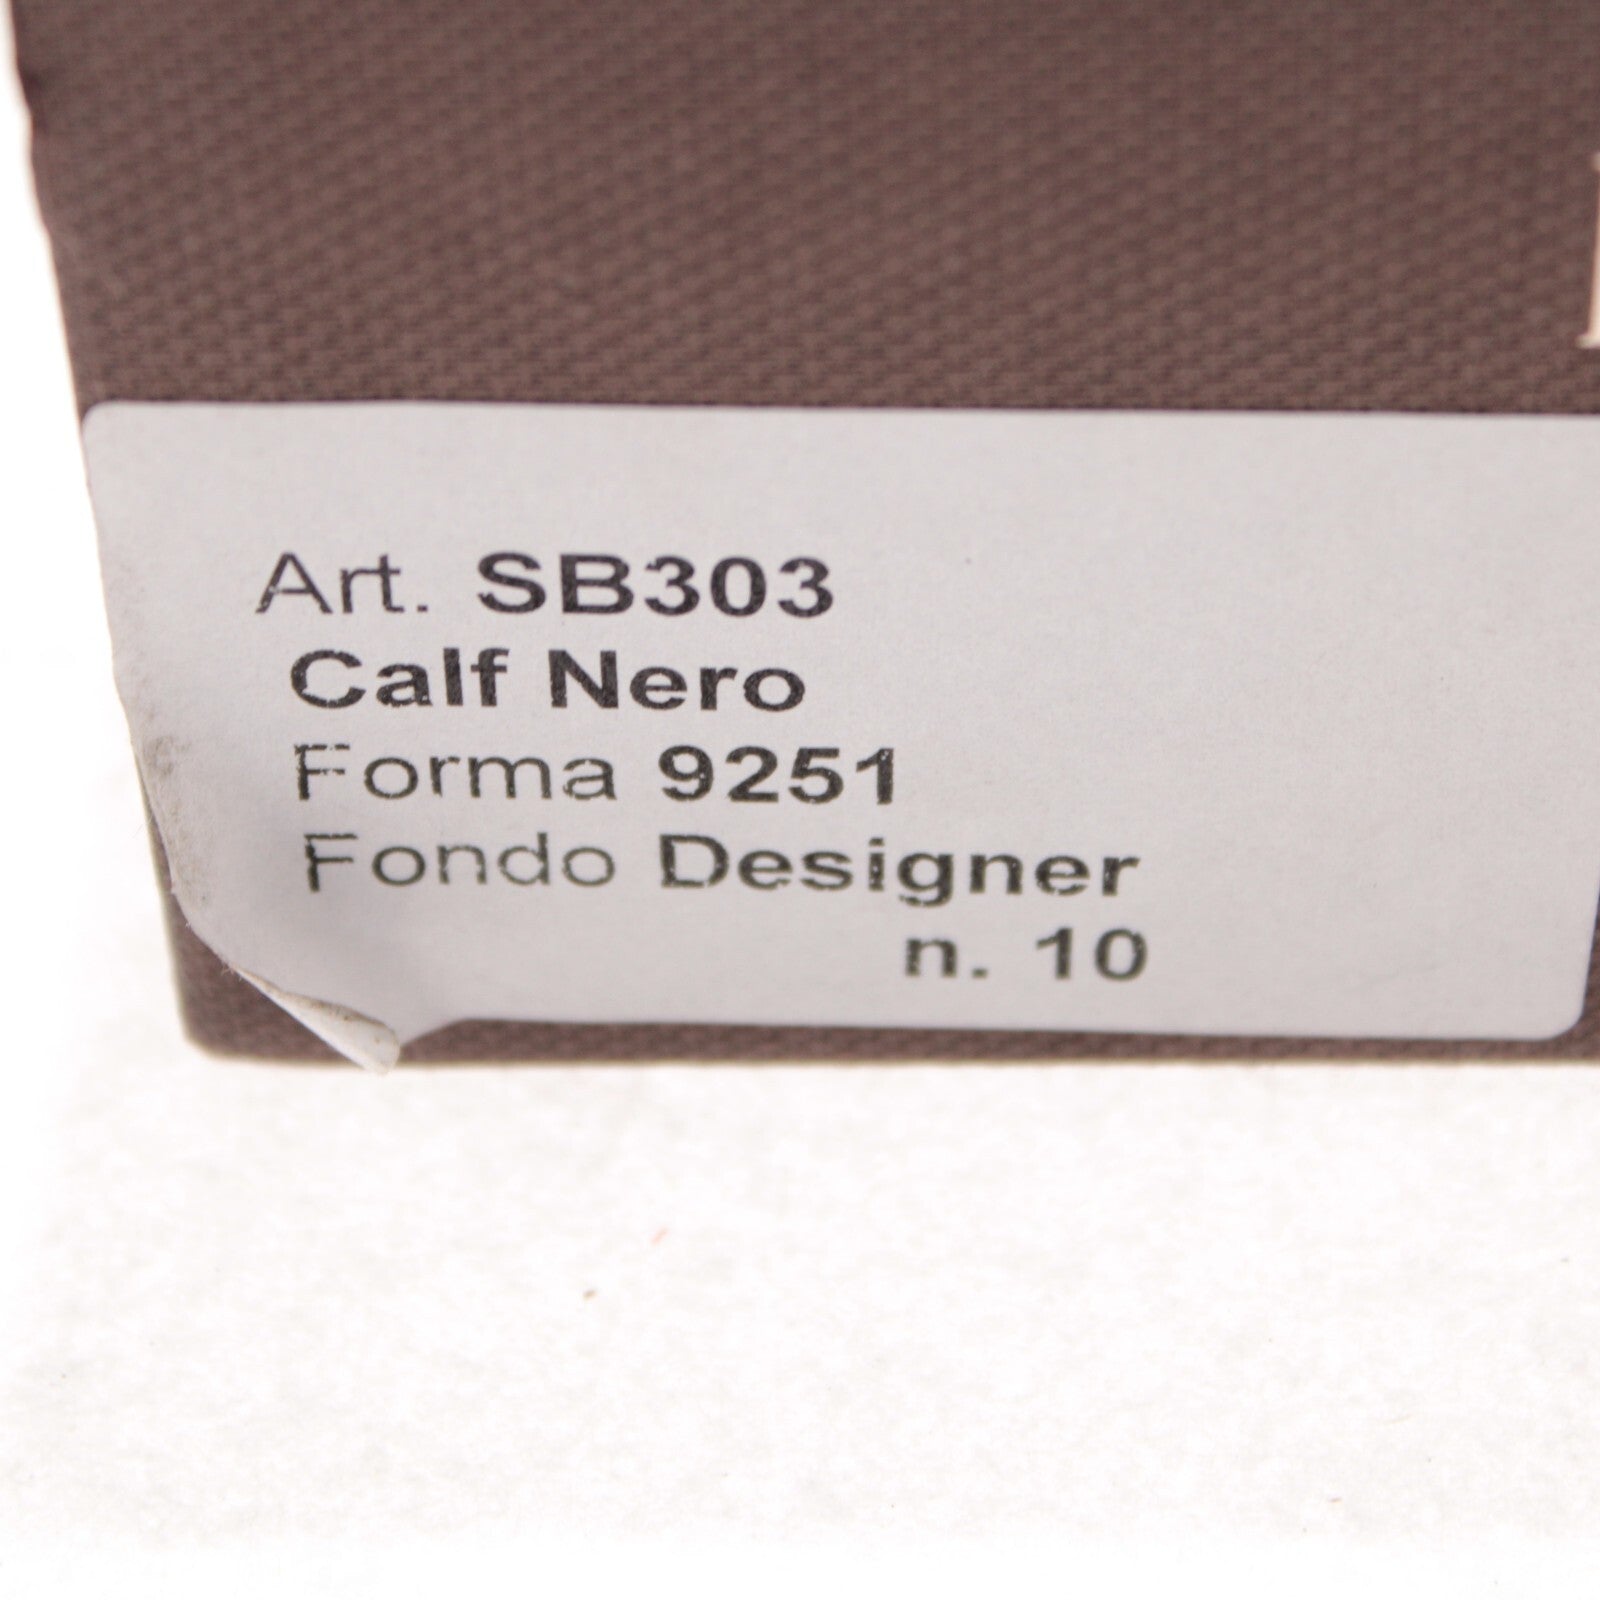 Art. SB303
Calf Nero
Forma 9251
Fondo Designer
n. 10